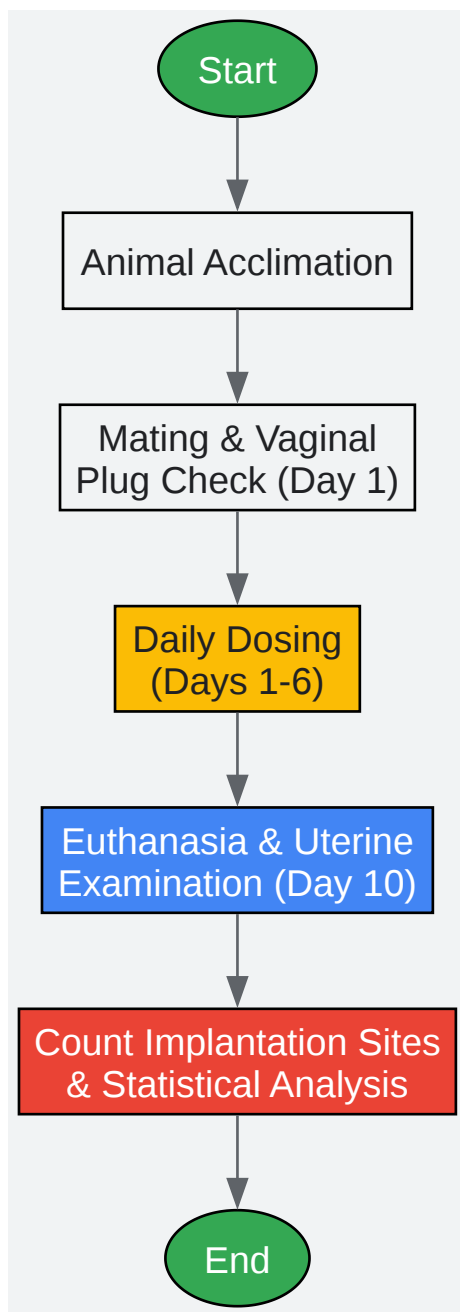 Start
Animal Acclimation
Mating & Vaginal
Plug Check (Day 1)
Daily Dosing
(Days 1-6)
Euthanasia & Uterine
Examination (Day 10)
Count Implantation Sites
& Statistical Analysis
End